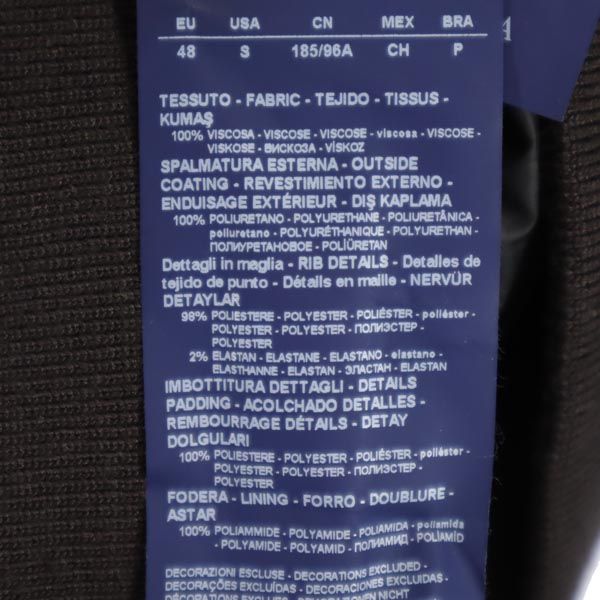 EU USA CN MEX BRA
48 S 185/96A CH P
TESSUTO - FABRIC - TEJIDO - TISSUS -
KUMAŞ
100% VISCOSA - VISCOSE - VISCOSE - viscosa - VISCOSE -
VISKOSE - ВИСКОЗА - VİSKOZ
SPALMATURA ESTERNA - OUTSIDE
COATING - REVESTIMIENTO EXTERNO -
ENDUISAGE EXTÉRIEUR - DIŞ KAPLAMA
100% POLIURETANO - POLYURETHANE - POLIURETÂNICA -
poliuretano - POLYURÉTHANIQUE - POLYURETHAN -
ПОЛИУРЕТАНОВОЕ - POLİÜRETAN
Dettagli in maglia - RIB DETAILS - Detalles de
tejido de punto - Détails en maille - NERVÜR
DETAYLAR
98% POLIESTERE - POLYESTER - POLIÉSTER - poliéster -
POLYESTER - POLYESTER - ПОЛИЭСТЕР -
POLYESTER
2% ELASTAN - ELASTANE - ELASTANO - elastano -
ELASTHANNE - ELASTAN - ЭЛАСТАН - ELASTAN
IMBOTTITURA DETTAGLI - DETAILS
PADDING - ACOLCHADO DETALLES -
REMBOURRAGE DÉTAILS - DETAY
DOLGULARI
100% POLIESTERE - POLYESTER - POLIÉSTER - poliéster -
POLYESTER - POLYESTER - ПОЛИЭСТЕР -
POLYESTER
FODERA - LINING - FORRO - DOUBLURE -
ASTAR
100% POLIAMMIDE - POLYAMIDE - POLIAMIDA - poliamida
- POLYAMIDE - POLYAMID - ПОЛИАМИД - POLİAMİD
DECORAZIONI ESCLUSE - DECORATIONS EXCLUDED -
DECORAÇÕES EXCLUÍDAS - DECORACIONES EXCLUIDAS